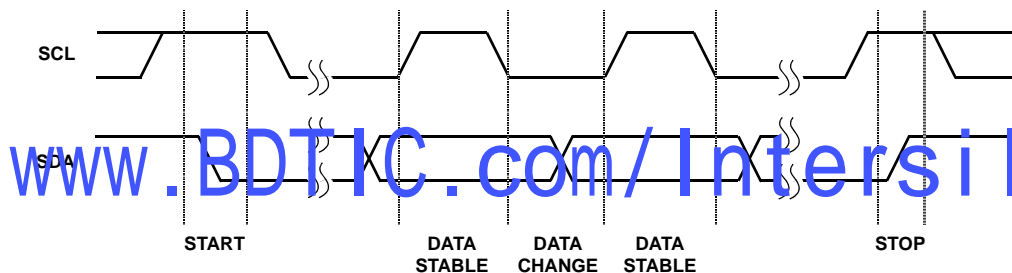 SCL
SDA
www.BDTIC.com/Intersil
START
DATA STABLE
DATA CHANGE
DATA STABLE
STOP